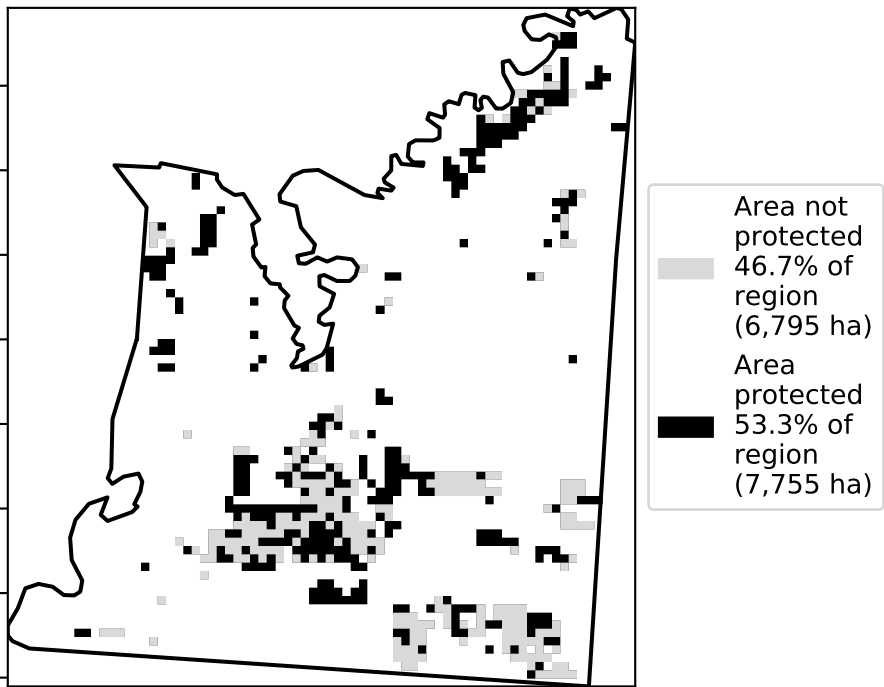 Area not
protected
46.7% of
region
(6,795 ha)
Area
protected
53.3% of
region
(7,755 ha)